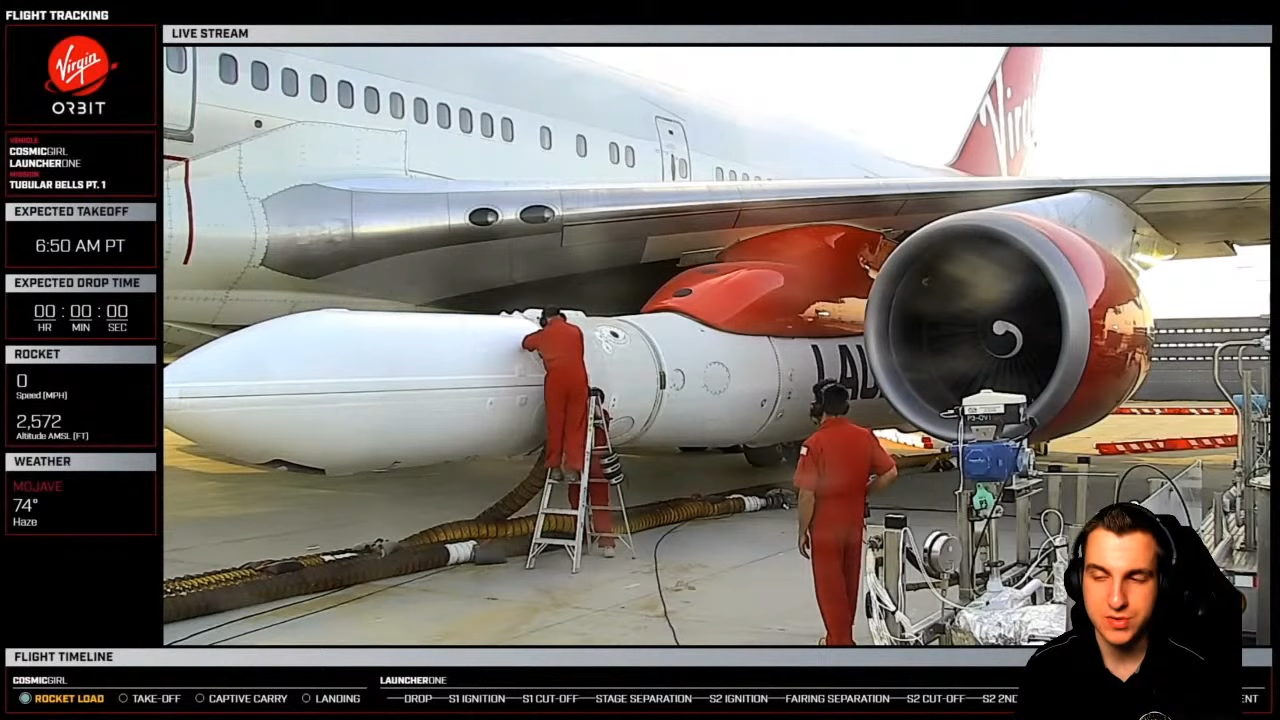 FLIGHT TRACKING
Virgin
ORBIT
VEHICLE
COSMICGIRL
LAUNCHERONE
MISSION
TUBULAR BELLS PT. 1
EXPECTED TAKEOFF
6:50 AM PT
EXPECTED DROP TIME
00 : 00 : 00
HR MIN SEC
ROCKET
0
Speed (MPH)
2,572
Altitude AMSL (FT)
WEATHER
MOJAVE
74°
Haze
LIVE STREAM
Virgin
LAU
FLIGHT TIMELINE
COSMICGIRL
ROCKET LOAD TAKE-OFF CAPTIVE CARRY LANDING
LAUNCHERONE
DROP S1 IGNITION S1 CUT-OFF STAGE SEPARATION S2 IGNITION FAIRING SEPARATION S2 CUT-OFF S2 2ND ENT